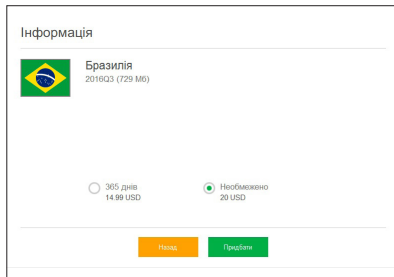 Інформація
Бразилія
2016Q3 (729 Мб)
365 днів
14.99 USD
Необмежено
20 USD
Назад
Придбати